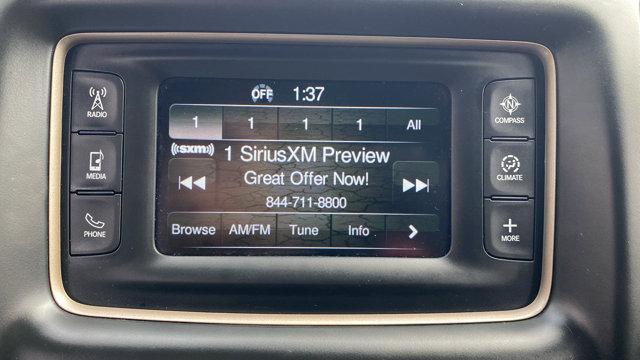 OFF 1:37
1 1 1 1 All
((sxm)) 1 SiriusXM Preview
Great Offer Now!
844-711-8800
Browse AM/FM Tune Info
RADIO
MEDIA
PHONE
COMPASS
CLIMATE
MORE